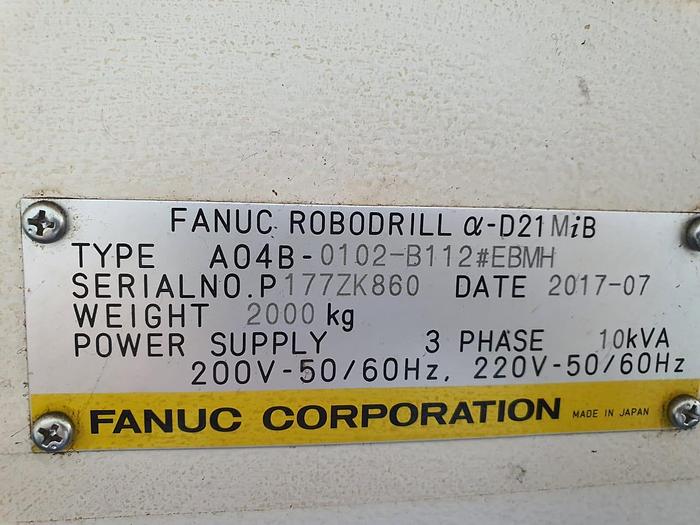 FANUC ROBODRILL α-D21MiB
TYPE A04B-0102-B112#EBMH
SERIALNO.P177ZK860 DATE 2017-07
WEIGHT 2000 kg
POWER SUPPLY 3 PHASE 10kVA
200V-50/60Hz, 220V-50/60Hz
FANUC CORPORATION MADE IN JAPAN